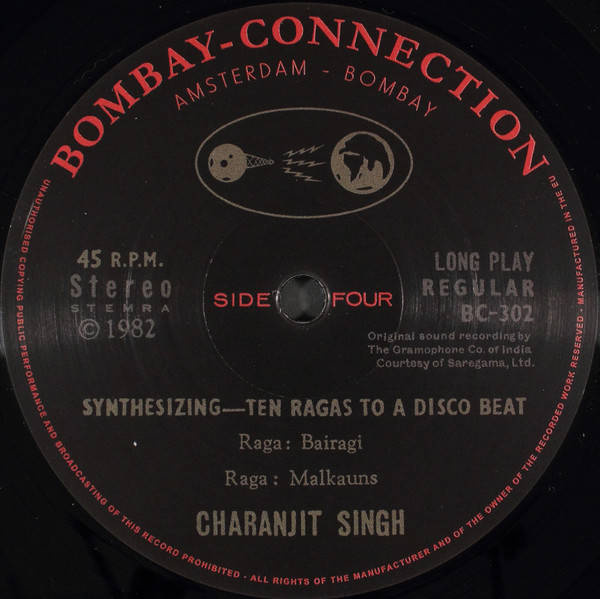 BOMBAY-CONNECTION
AMSTERDAM - BOMBAY
45 R.P.M.
Stereo
STEMRA
© 1982
LONG PLAY
REGULAR
BC-302
SIDE FOUR
Original sound recording by
The Gramophone Co. of India
Courtesy of Saregama, Ltd.
SYNTHESIZING—TEN RAGAS TO A DISCO BEAT
Raga: Bairagi
Raga: Malkauns
CHARANJIT SINGH
UNAUTHORISED COPYING PUBLIC PERFORMANCE AND BROADCASTING OF THIS RECORD PROHIBITED - ALL RIGHTS OF THE MANUFACTURER AND OF THE OWNER OF THE RECORDED WORK RESERVED - MANUFACTURED IN THE EU